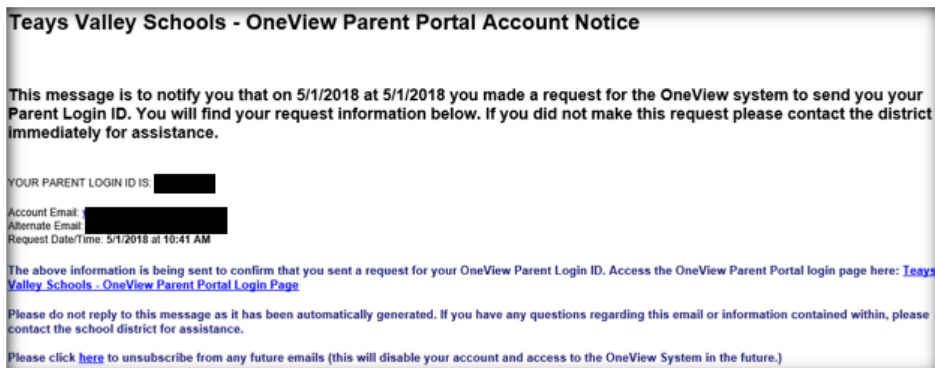 Teays Valley Schools - OneView Parent Portal Account Notice
This message is to notify you that on 5/1/2018 at 5/1/2018 you made a request for the OneView system to send you your
Parent Login ID. You will find your request information below. If you did not make this request please contact the district
immediately for assistance.
YOUR PARENT LOGIN ID IS:
Account Email:
Alternate Email:
Request Date/Time: 5/1/2018 at 10:41 AM
The above information is being sent to confirm that you sent a request for your OneView Parent Login ID. Access the OneView Parent Portal login page here: Teays
Valley Schools - OneView Parent Portal Login Page
Please do not reply to this message as it has been automatically generated. If you have any questions regarding this email or information contained within, please
contact the school district for assistance.
Please click here to unsubscribe from any future emails (this will disable your account and access to the OneView System in the future.)